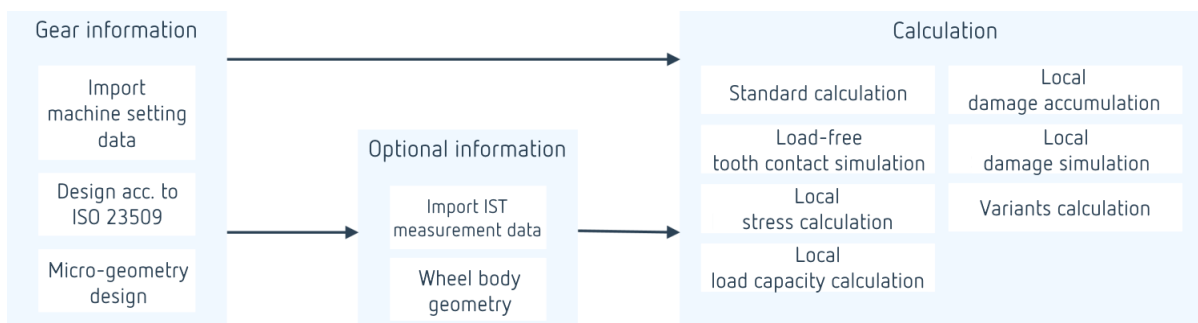 Gear information
Import
machine setting
data
Design acc. to
ISO 23509
Micro-geometry
design
Optional information
Import IST
measurement data
Wheel body
geometry
Calculation
Standard calculation
Load-free
tooth contact simulation
Local
stress calculation
Local
load capacity calculation
Local
damage accumulation
Local
damage simulation
Variants calculation